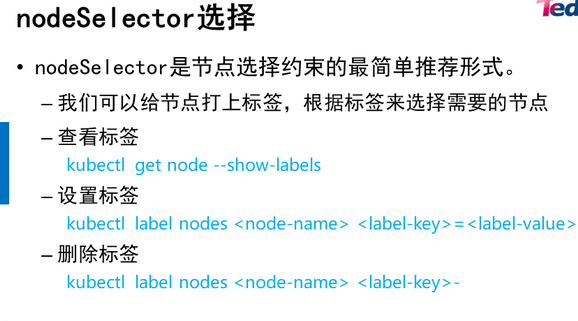 Ted
nodeSelector选择
• nodeSelector是节点选择约束的最简单推荐形式。
– 我们可以给节点打上标签，根据标签来选择需要的节点
– 查看标签
kubectl get node --show-labels
– 设置标签
kubectl label nodes <node-name> <label-key>=<label-value>
– 删除标签
kubectl label nodes <node-name> <label-key>-